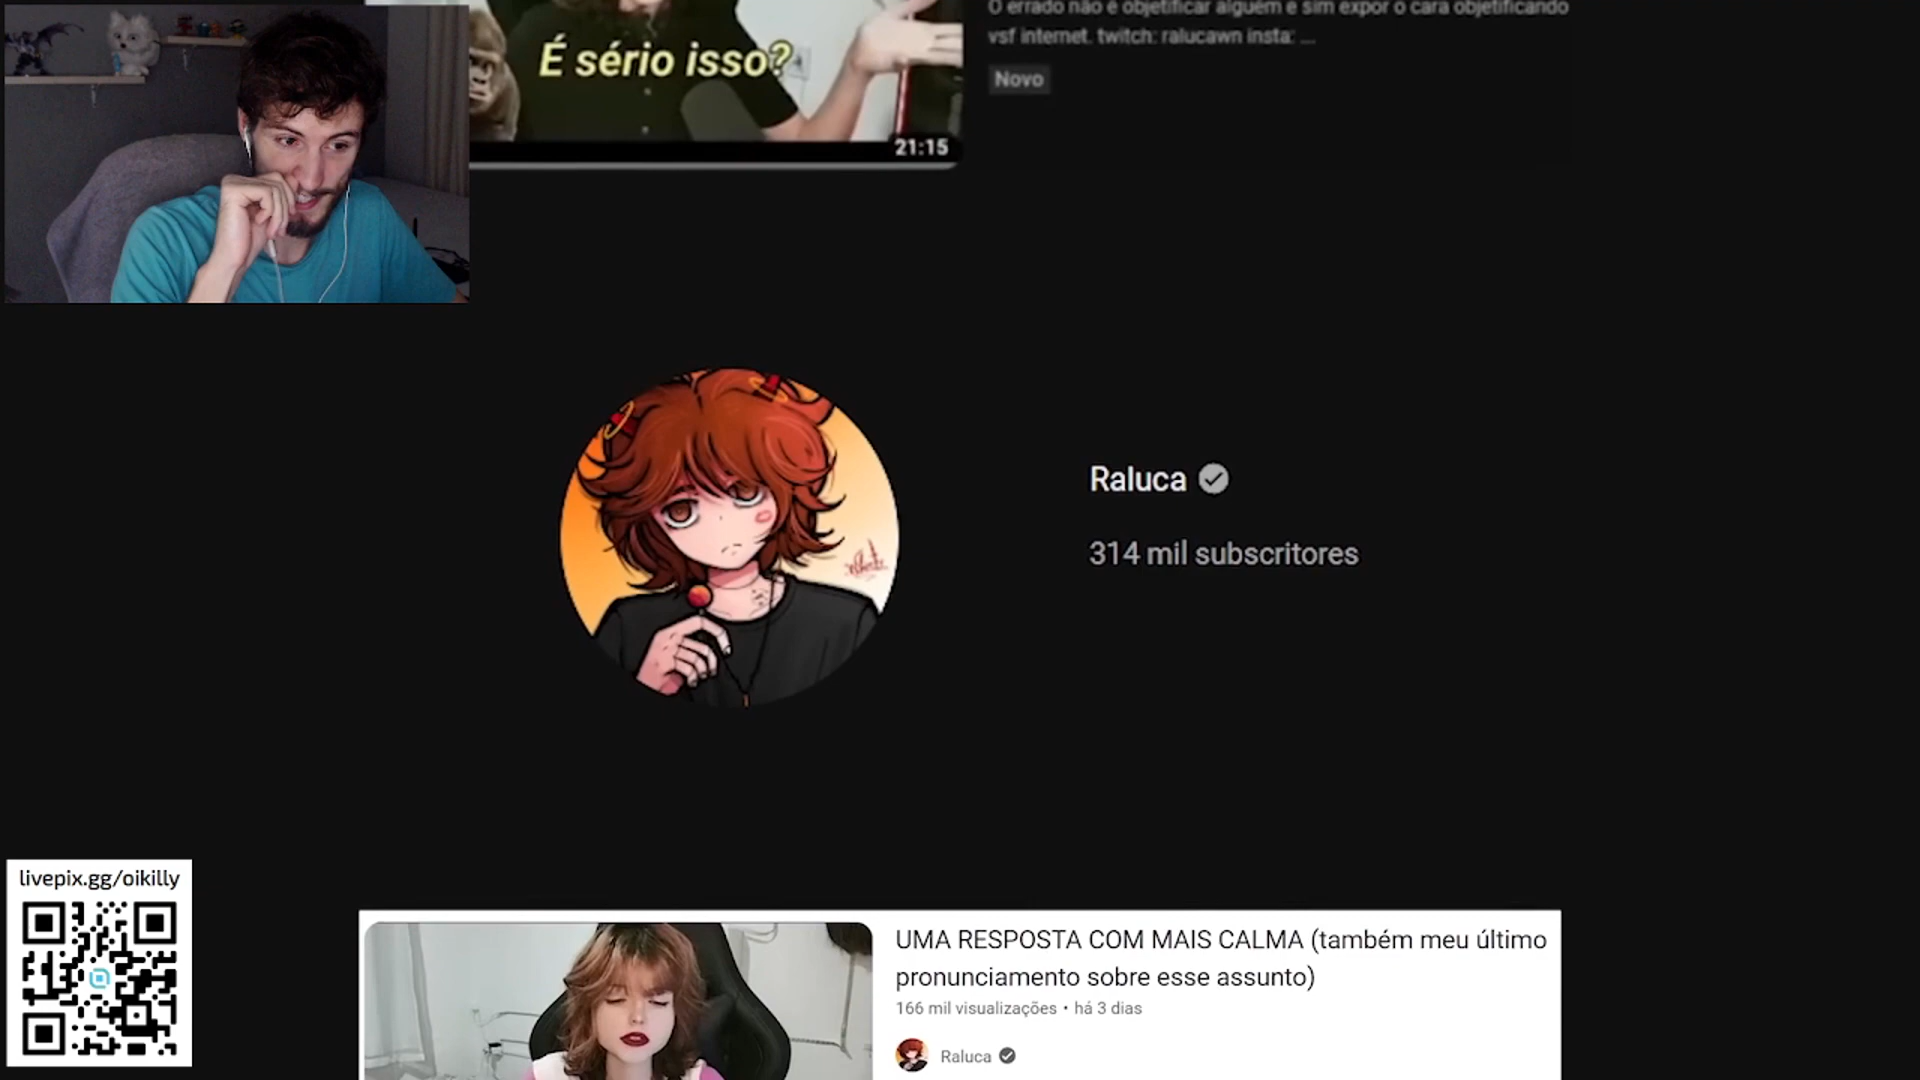 O errado não é objetificar alguém e sim expor o cara objetificando
vsf internet. twitch: ralucawn insta: ...
É sério isso?
Novo
21:15
Raluca
314 mil subscritores
livepix.gg/oikilly
UMA RESPOSTA COM MAIS CALMA (também meu último
pronunciamento sobre esse assunto)
166 mil visualizações • há 3 dias
Raluca